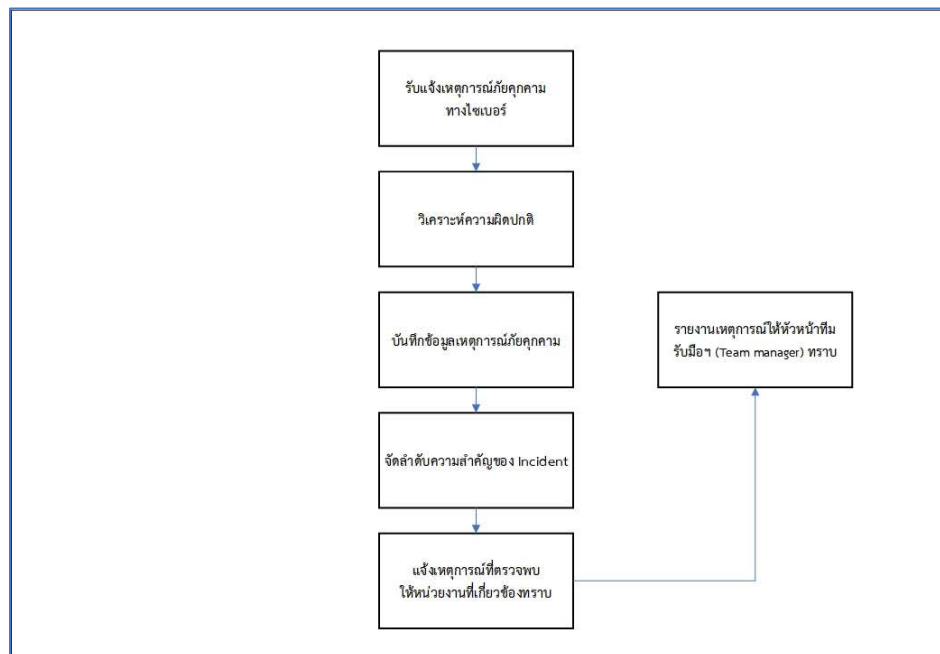 รับแจ้งเหตุการณ์ภัยคุกคาม
ทางไซเบอร์
วิเคราะห์ความผิดปกติ
บันทึกข้อมูลเหตุการณ์ภัยคุกคาม
จัดลำดับความสำคัญของ Incident
แจ้งเหตุการณ์ที่ตรวจพบ
ให้หน่วยงานที่เกี่ยวข้องทราบ
รายงานเหตุการณ์ให้หัวหน้าทีม
รับมือฯ (Team manager) ทราบ